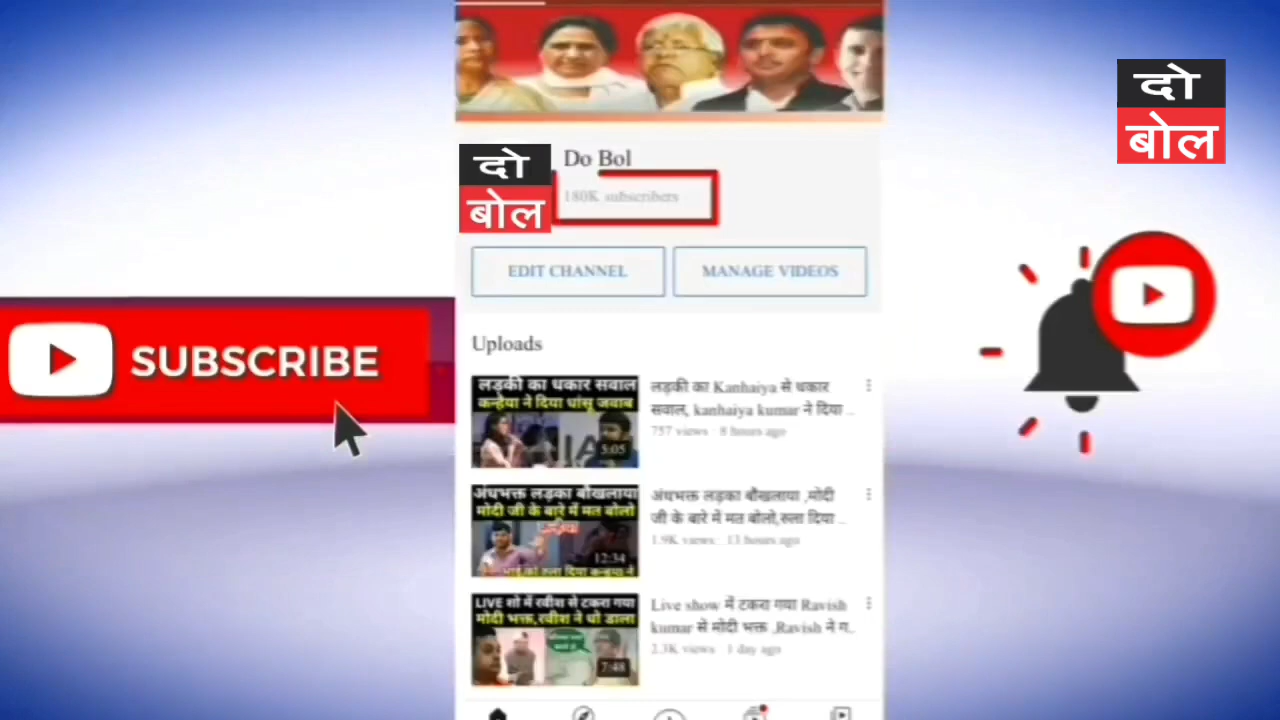 दो
बोल
दो
बोल
Do Bol
180K subscribers
EDIT CHANNEL
MANAGE VIDEOS
SUBSCRIBE
Uploads
लड़की का धकार सवाल
कन्हैया ने दिया धांसू जवाब
5:05
लड़की का Kanhaiya से धकार
सवाल, kanhaiya kumar ने दिया ..
757 views · 8 hours ago
अंधभक्त लड़का बौखलाया
मोदी जी के बारे में मत बोलो
12:34
अंधभक्त लड़का बौखलाया ,मोदी
जी के बारे में मत बोलो,रुला दिया ..
1.9K views · 13 hours ago
LIVE शो में रवीश से टकरा गया
मोदी भक्त,रवीश ने धो डाला
7:48
Live show में टकरा गया Ravish
kumar से मोदी भक्त ,Ravish ने ग..
2.3K views · 1 day ago